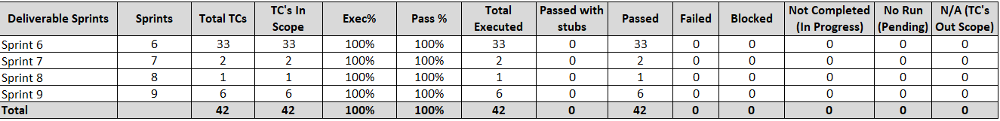 Deliverable Sprints Sprints Total TCs TC's In Scope Exec% Pass % Total Executed Passed with stubs Passed Failed Blocked Not Completed (In Progress) No Run (Pending) N/A (TC's Out Scope)
Sprint 6 6 33 33 100% 100% 33 0 33 0 0 0 0 0
Sprint 7 7 2 2 100% 100% 2 0 2 0 0 0 0 0
Sprint 8 8 1 1 100% 100% 1 0 1 0 0 0 0 0
Sprint 9 9 6 6 100% 100% 6 0 6 0 0 0 0 0
Total 42 42 100% 100% 42 0 42 0 0 0 0 0